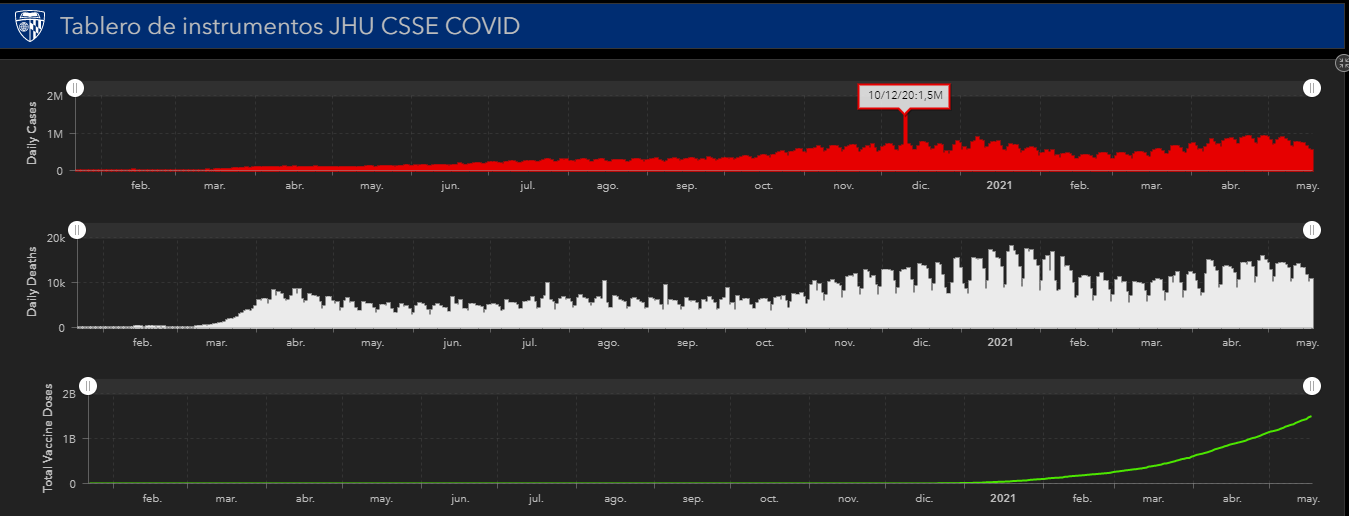 Tablero de instrumentos JHU CSSE COVID
Daily Cases
2M
1M
0
10/12/20:1,5M
feb. mar. abr. may. jun. jul. ago. sep. oct. nov. dic. 2021 feb. mar. abr. may.
Daily Deaths
20k
10k
0
feb. mar. abr. may. jun. jul. ago. sep. oct. nov. dic. 2021 feb. mar. abr. may.
Total Vaccine Doses
2B
1B
0
feb. mar. abr. may. jun. jul. ago. sep. oct. nov. dic. 2021 feb. mar. abr. may.